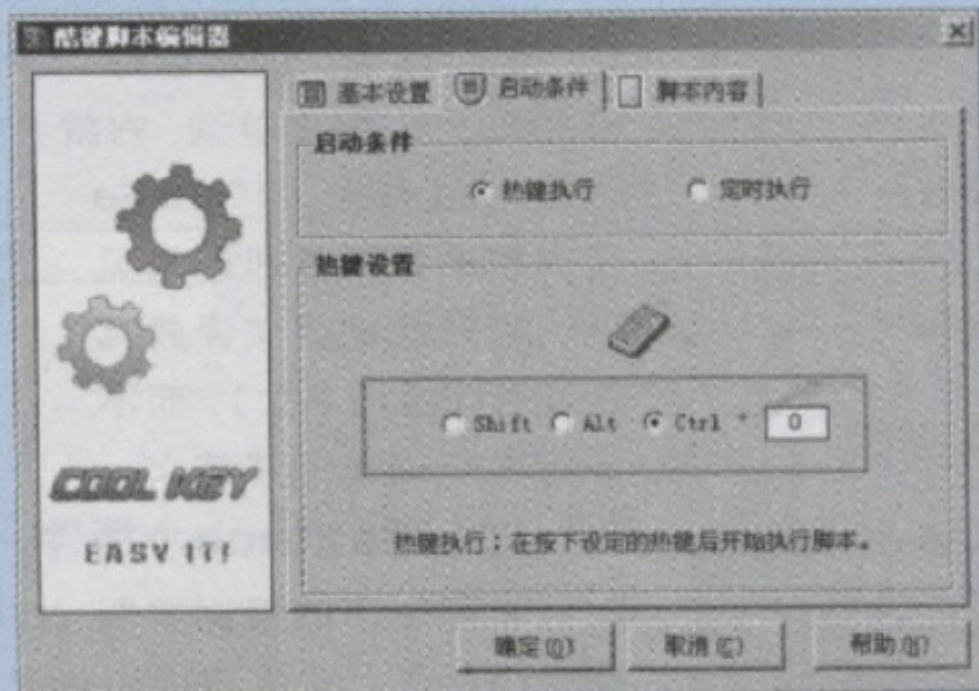 酷键脚本编辑器
基本设置 启动条件 脚本内容
启动条件
热键执行 定时执行
热键设置
Shift Alt Ctrl + 0
COOL KEY
EASY IT!
热键执行：在按下设定的热键后开始执行脚本。
确定(O) 取消(C) 帮助(H)